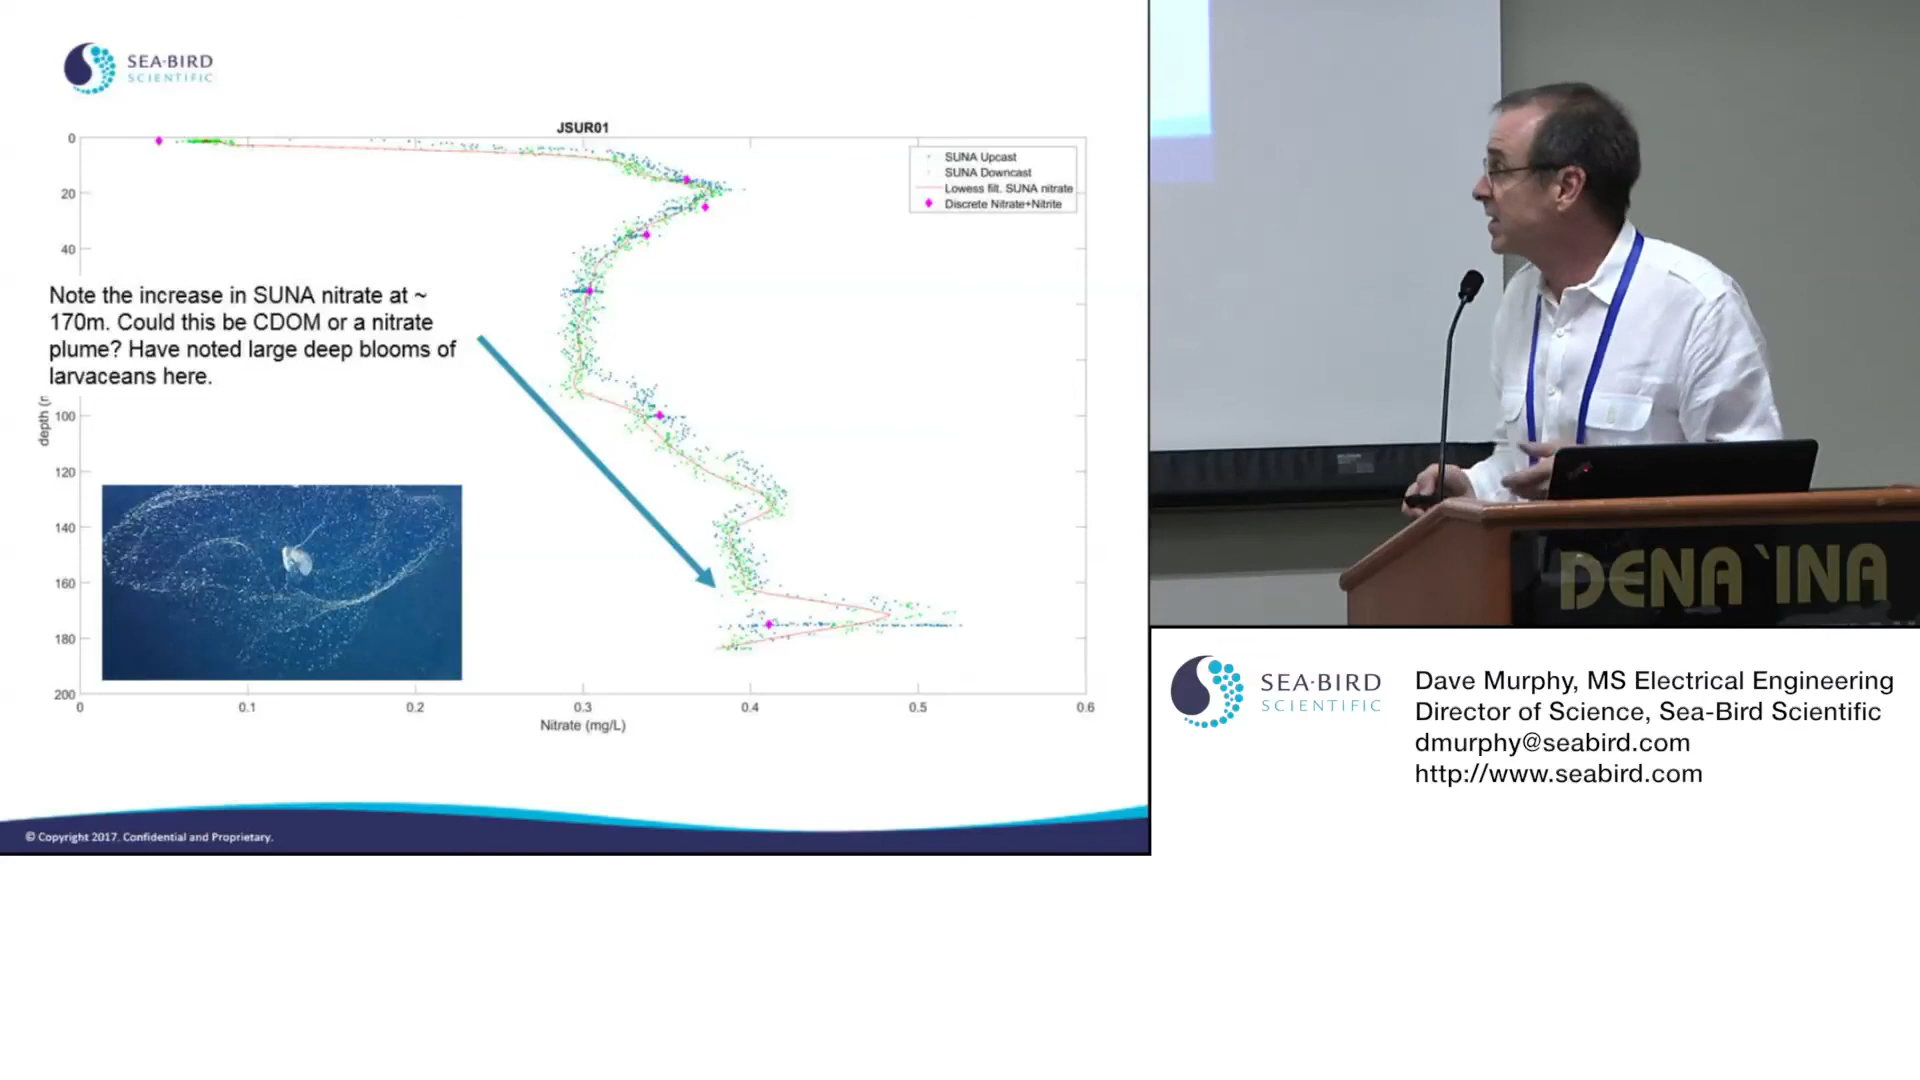 SEA·BIRD
SCIENTIFIC
JSUR01
SUNA Upcast
SUNA Downcast
Lowess filt. SUNA nitrate
Discrete Nitrate+Nitrite
0
20
40
Note the increase in SUNA nitrate at ~
170m. Could this be CDOM or a nitrate
plume? Have noted large deep blooms of
larvaceans here.
depth (
100
120
140
160
180
200
0 0.1 0.2 0.3 0.4 0.5 0.6
Nitrate (mg/L)
© Copyright 2017. Confidential and Proprietary.
DENA`INA
SEA·BIRD
SCIENTIFIC
Dave Murphy, MS Electrical Engineering
Director of Science, Sea-Bird Scientific
dmurphy@seabird.com
http://www.seabird.com